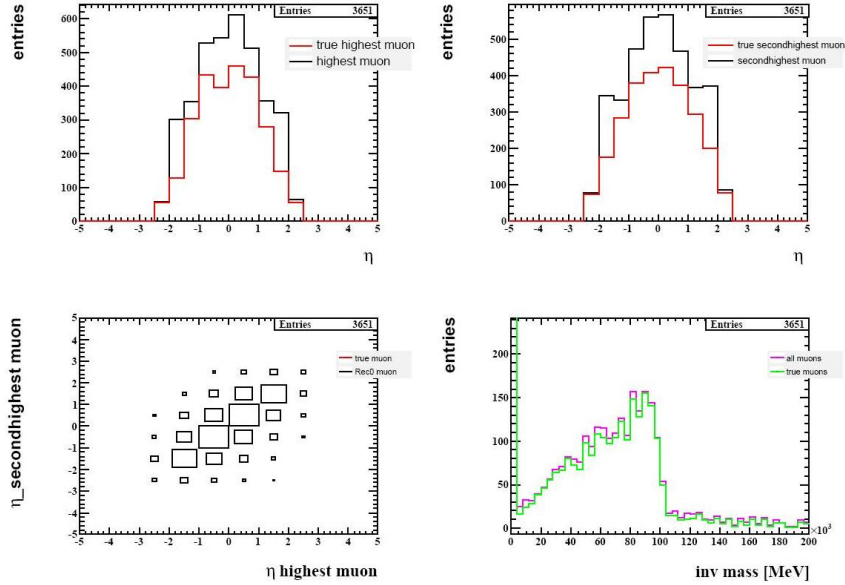 entries
Entries 3651
600
500
400
300
200
100
0
true highest muon
highest muon
-5 -4 -3 -2 -1 0 1 2 3 4 5
η
entries
Entries 3651
500
400
300
200
100
0
true secondhighest muon
secondhighest muon
-5 -4 -3 -2 -1 0 1 2 3 4 5
η
η_secondhighest muon
Entries 3651
5
4
3
2
1
0
-1
-2
-3
-4
-5
true muon
Rec0 muon
-5 -4 -3 -2 -1 0 1 2 3 4 5
η highest muon
entries
Entries 3651
200
150
100
50
0
all muons
true muons
0 20 40 60 80 100 120 140 160 180 200
×10³
inv mass [MeV]